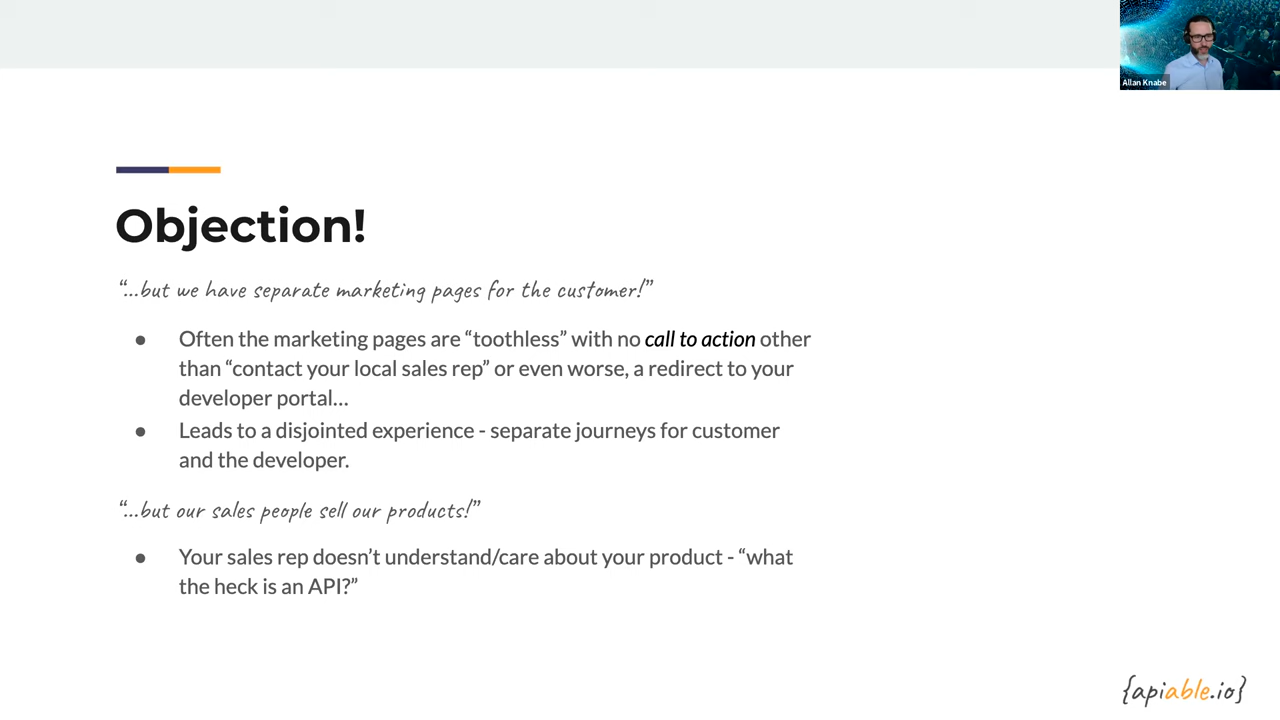 Allan Knabe
Objection!
“...but we have separate marketing pages for the customer!”
● Often the marketing pages are “toothless” with no call to action other
than “contact your local sales rep” or even worse, a redirect to your
developer portal...
● Leads to a disjointed experience - separate journeys for customer
and the developer.
“...but our sales people sell our products!”
● Your sales rep doesn’t understand/care about your product - “what
the heck is an API?”
{apiable.io}